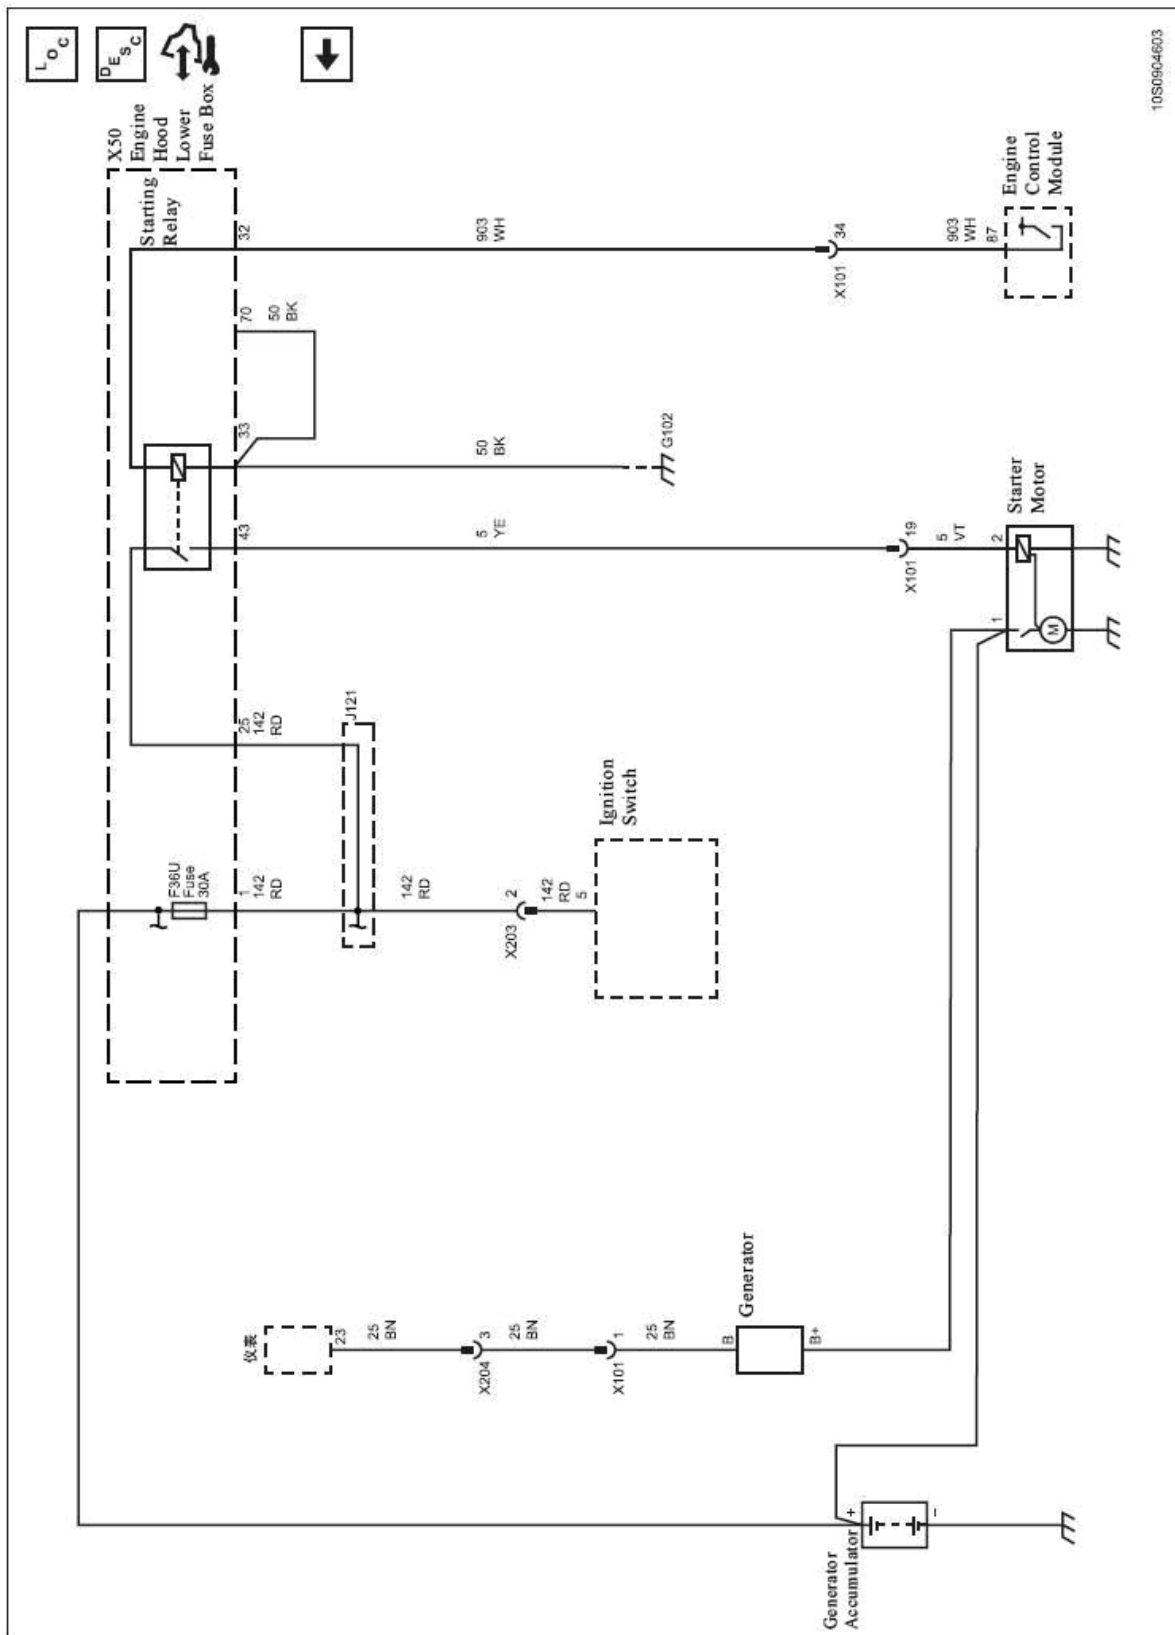 LOC
DESC
X50
Engine
Hood
Lower
Fuse Box
Starting
Relay
F36U
Fuse
30A
1
142
RD
25
142
RD
43
33
70
50
BK
32
903
WH
5
YE
50
BK
G102
J121
142
RD
X203
2
142
RD
5
Ignition
Switch
X101
34
903
WH
87
Engine
Control
Module
X101
19
5
VT
1
2
M
Starter
Motor
仪表
23
25
BN
X204
3
25
BN
X101
1
25
BN
B
Generator
B+
Generator
Accumulator
+
−
10S0904603